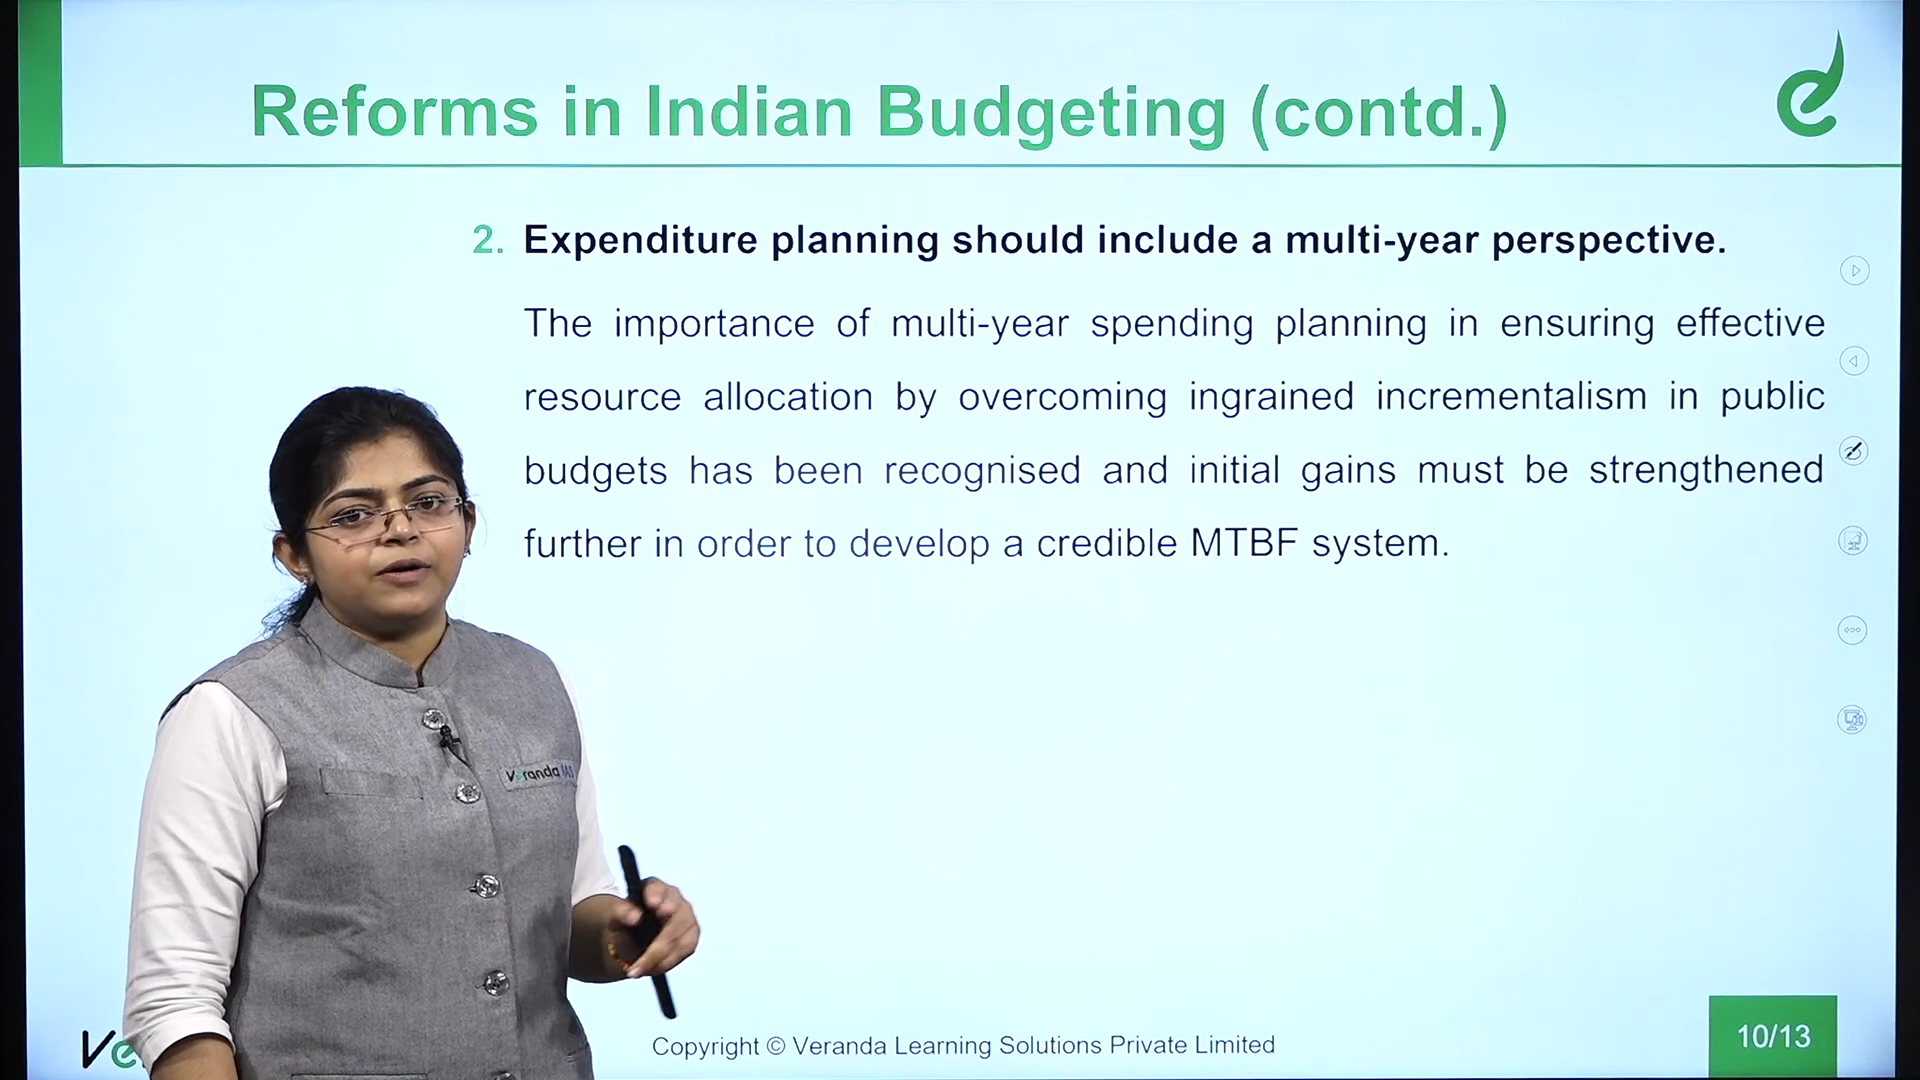 Reforms in Indian Budgeting (contd.)
2. Expenditure planning should include a multi-year perspective.
The importance of multi-year spending planning in ensuring effective
resource allocation by overcoming ingrained incrementalism in public
budgets has been recognised and initial gains must be strengthened
further in order to develop a credible MTBF system.
Veranda IAS
Ve
Copyright © Veranda Learning Solutions Private Limited
10/13